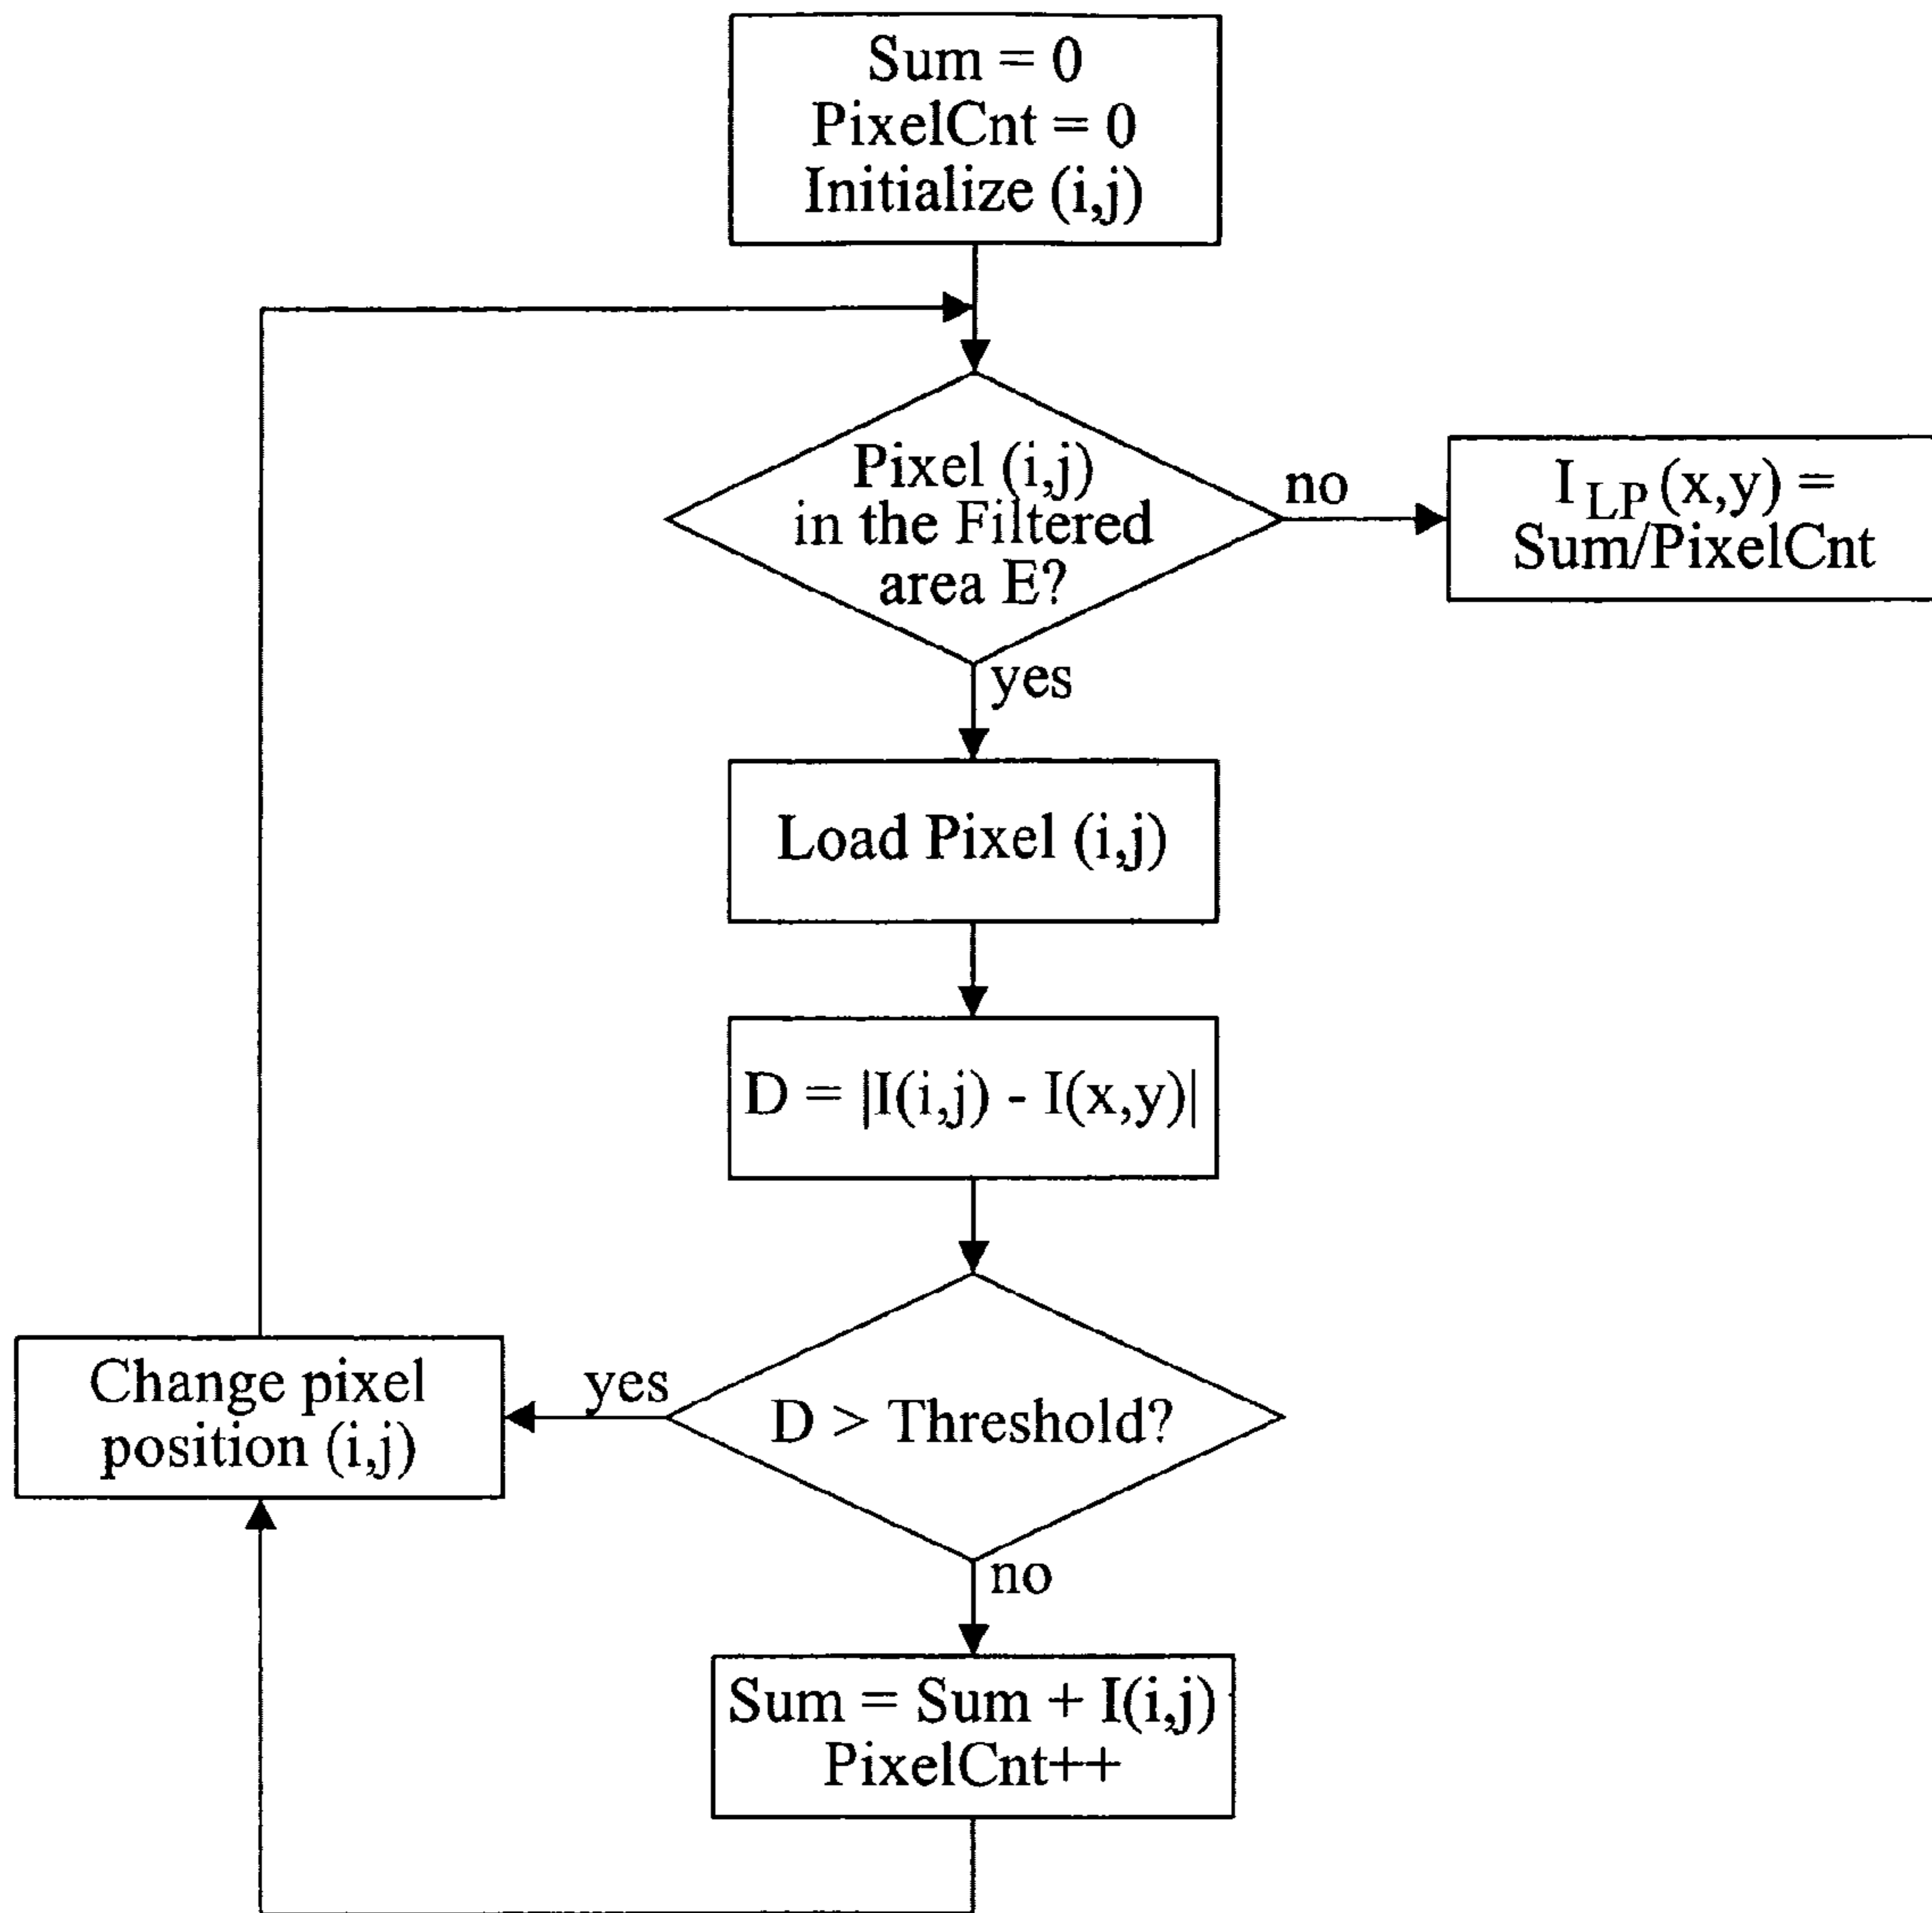 Sum = 0
PixelCnt = 0
Initialize (i,j)
Pixel (i,j)
in the Filtered
area E?
no
I LP (x,y) =
Sum/PixelCnt
yes
Load Pixel (i,j)
D = |I(i,j) - I(x,y)|
D > Threshold?
yes
Change pixel
position (i,j)
no
Sum = Sum + I(i,j)
PixelCnt++